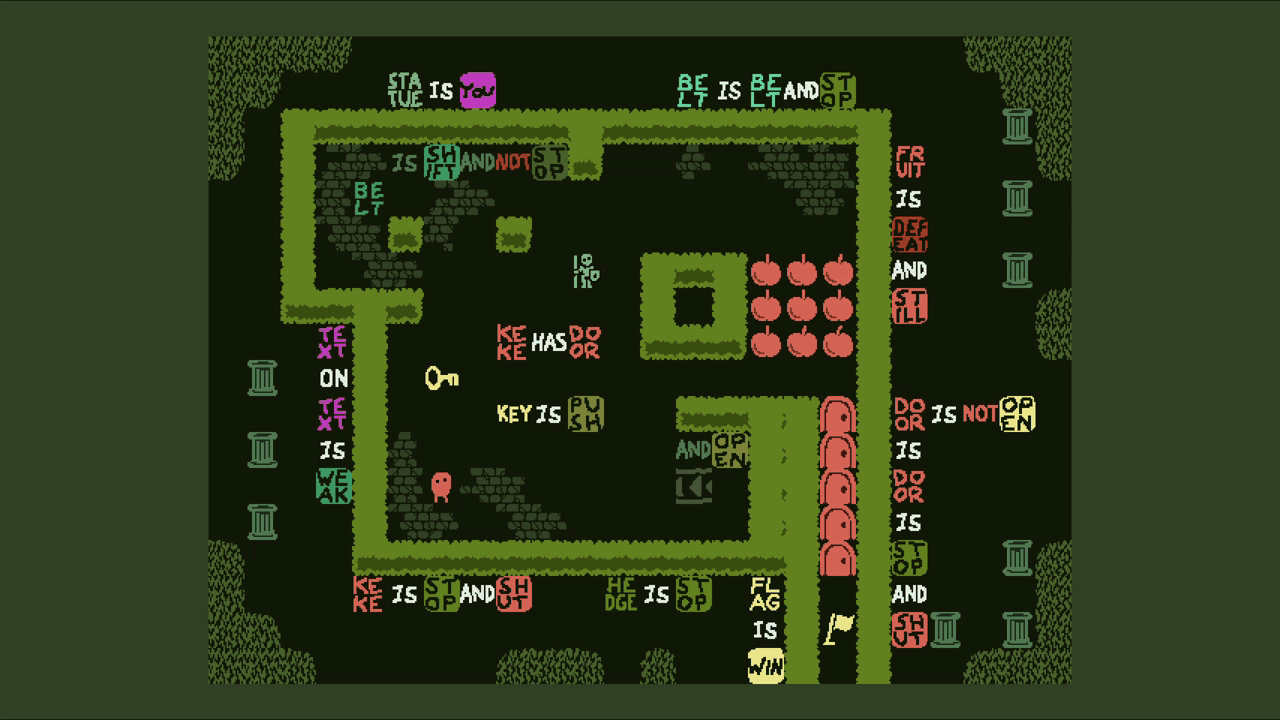 STATUE IS YOU
BELT IS BELT AND STOP
IS SHIFT AND NOT STOP
BELT
FRUIT
IS
DEFEAT
AND
STILL
TEXT
ON
TEXT
IS
WEAK
KEKE HAS DOOR
KEY IS PUSH
AND OPEN
DOOR IS NOT OPEN
IS
DOOR
IS
STOP
AND
SHUT
KEKE IS STOP AND SHUT
HEDGE IS STOP
FLAG
IS
WIN